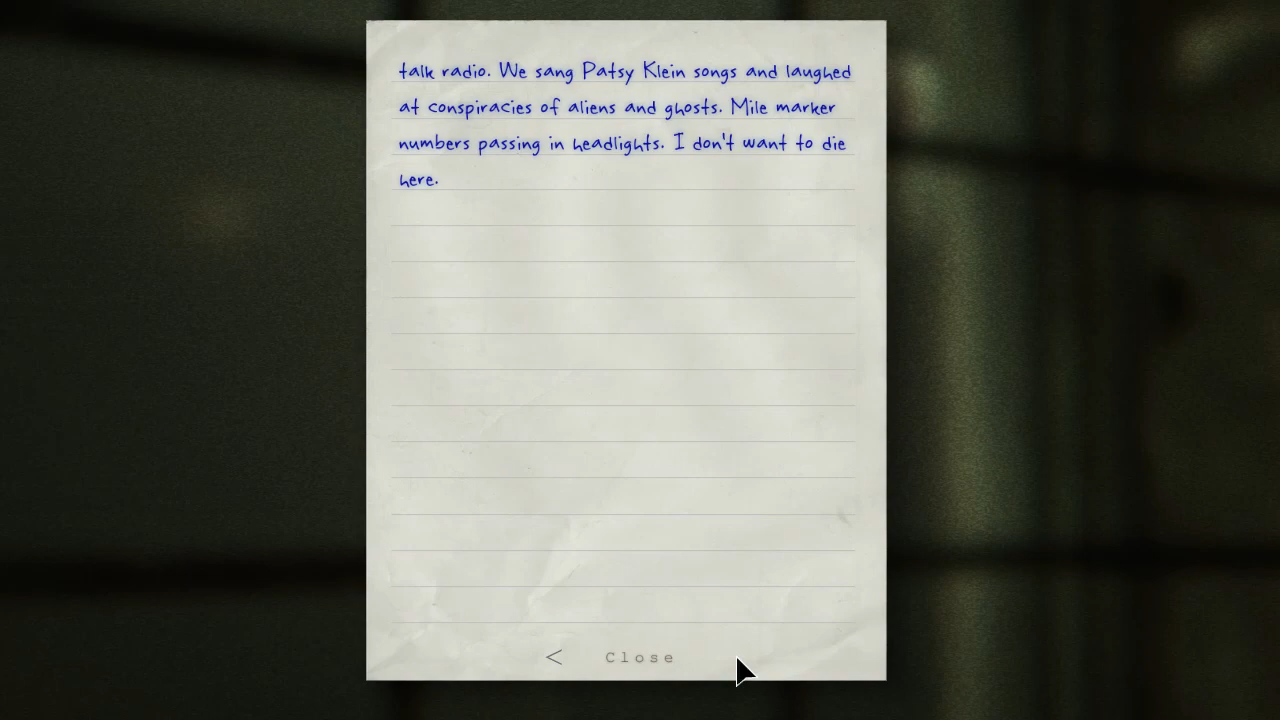 talk radio. We sang Patsy Klein songs and laughed
at conspiracies of aliens and ghosts. Mile marker
numbers passing in headlights. I don't want to die
here.
< Close